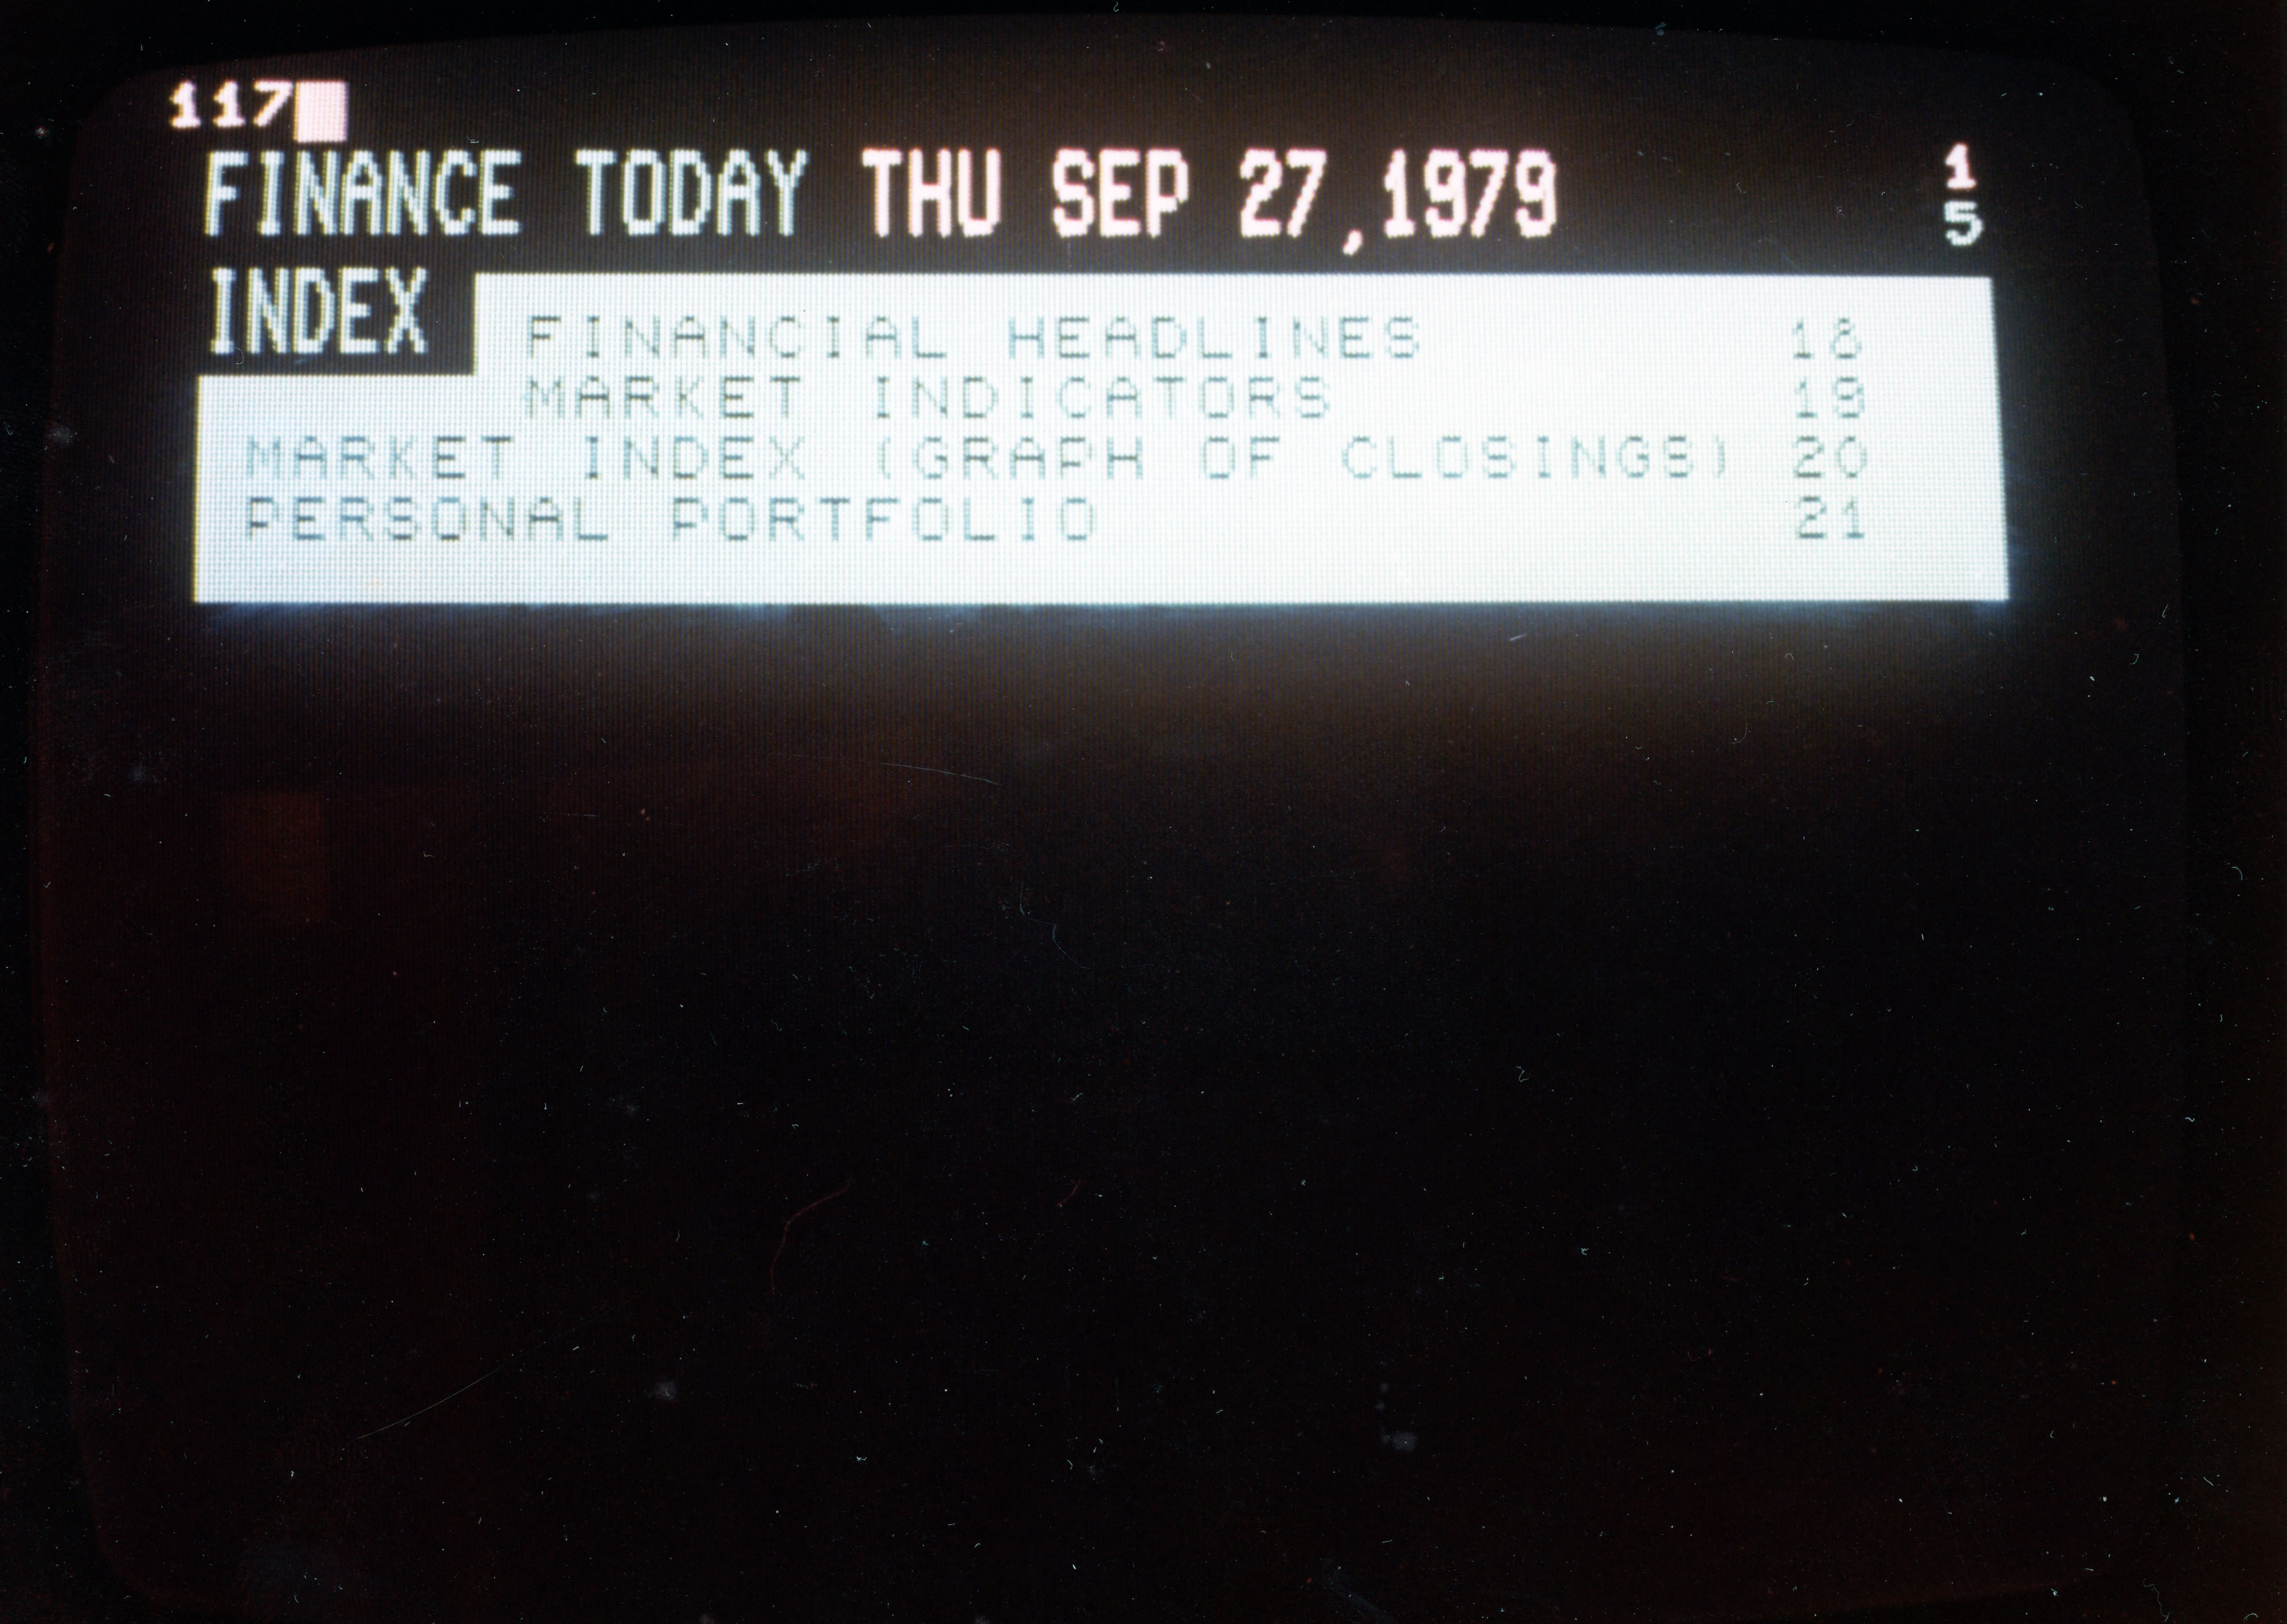 117
FINANCE TODAY THU SEP 27,1979 1
5
INDEX
FINANCIAL HEADLINES 18
MARKET INDICATORS 19
MARKET INDEX (GRAPH OF CLOSINGS) 20
PERSONAL PORTFOLIO 21